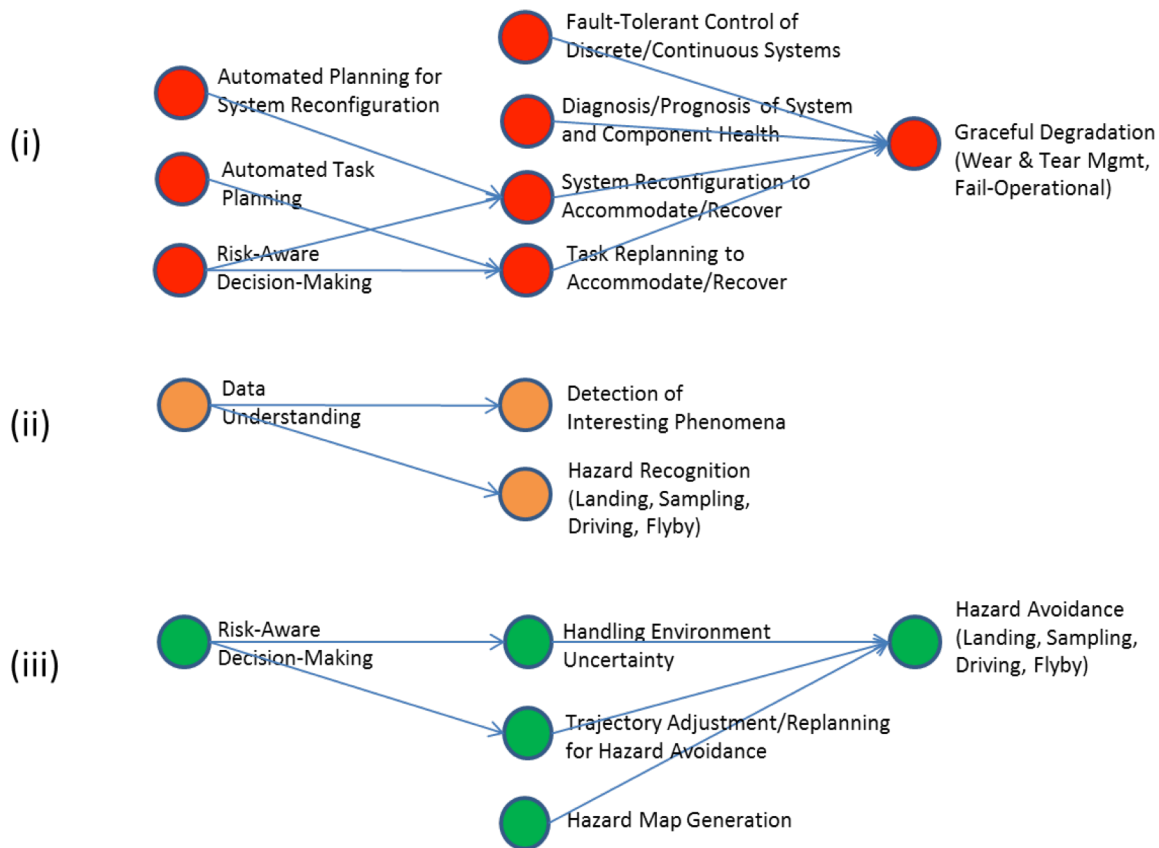 (i)
Automated Planning for
System Reconfiguration
Automated Task
Planning
Risk-Aware
Decision-Making
Fault-Tolerant Control of
Discrete/Continuous Systems
Diagnosis/Prognosis of System
and Component Health
System Reconfiguration to
Accommodate/Recover
Task Replanning to
Accommodate/Recover
Graceful Degradation
(Wear & Tear Mgmt,
Fail-Operational)
(ii)
Data
Understanding
Detection of
Interesting Phenomena
Hazard Recognition
(Landing, Sampling,
Driving, Flyby)
(iii)
Risk-Aware
Decision-Making
Handling Environment
Uncertainty
Trajectory Adjustment/Replanning
for Hazard Avoidance
Hazard Map Generation
Hazard Avoidance
(Landing, Sampling,
Driving, Flyby)